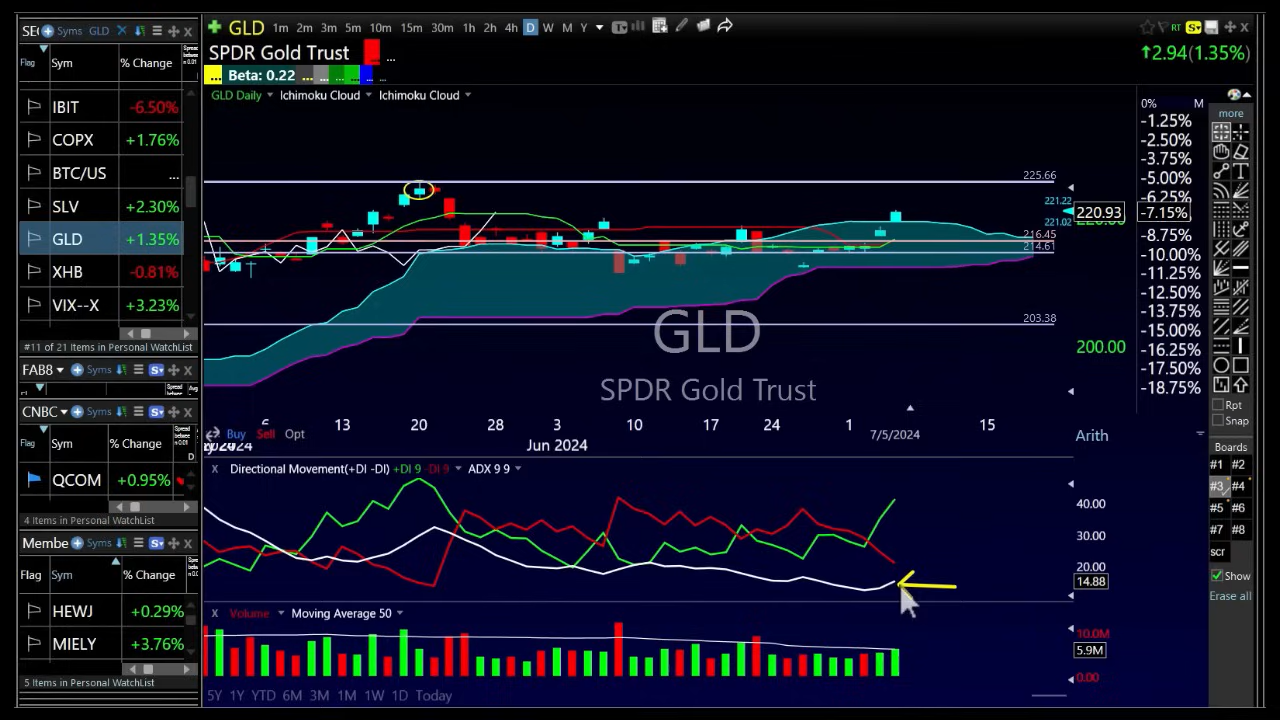 SE Syms GLD
Flag Sym % Change
IBIT -6.50%
COPX +1.76%
BTC/US ...
SLV +2.30%
GLD +1.35%
XHB -0.81%
VIX--X +3.23%
#11 of 21 Items in Personal WatchList
FAB8 Syms
CNBC Syms
Sym % Change
QCOM +0.95%
4 Items in Personal WatchList
Membe Syms
Flag Sym % Change
HEWJ +0.29%
MIELY +3.76%
5 Items in Personal WatchList
GLD 1m 2m 3m 5m 10m 15m 30m 1h 2h 4h D W M Y
RT
SPDR Gold Trust ...
↑2.94(1.35%)
Beta: 0.22
GLD Daily Ichimoku Cloud Ichimoku Cloud
225.66
221.22
220.93
221.02
216.45
214.61
203.38
200.00
GLD
SPDR Gold Trust
0% M
-1.25%
-2.50%
-3.75%
-5.00%
-6.25%
-7.15%
-8.75%
-10.00%
-11.25%
-12.50%
-13.75%
-15.00%
-16.25%
-17.50%
-18.75%
13 20 28 3 10 17 24 1 15
Buy Sell Opt
Jun 2024
7/5/2024
Arith
X Directional Movement(+DI -DI) +DI 9 -DI 9 ADX 9 9
40.00
30.00
20.00
14.88
X Volume Moving Average 50
10.0M
5.9M
0.00
5Y 1Y YTD 6M 3M 1M 1W 1D Today
more
Rpt
Snap
Boards
#1 #2
#3 #4
#5 #6
#7 #8
scr
Show
Erase all